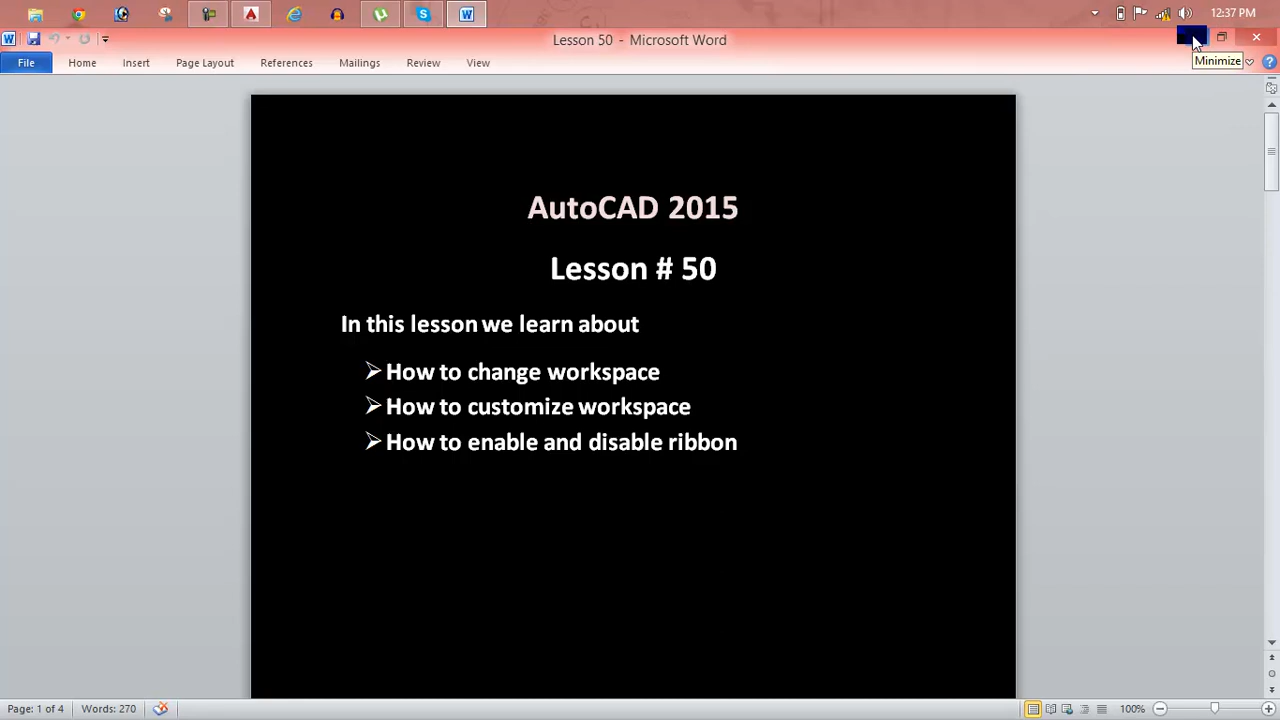 12:37 PM
Lesson 50 - Microsoft Word
Minimize
File Home Insert Page Layout References Mailings Review View
AutoCAD 2015
Lesson # 50
In this lesson we learn about
➢ How to change workspace
➢ How to customize workspace
➢ How to enable and disable ribbon
Page: 1 of 4 Words: 270 100%